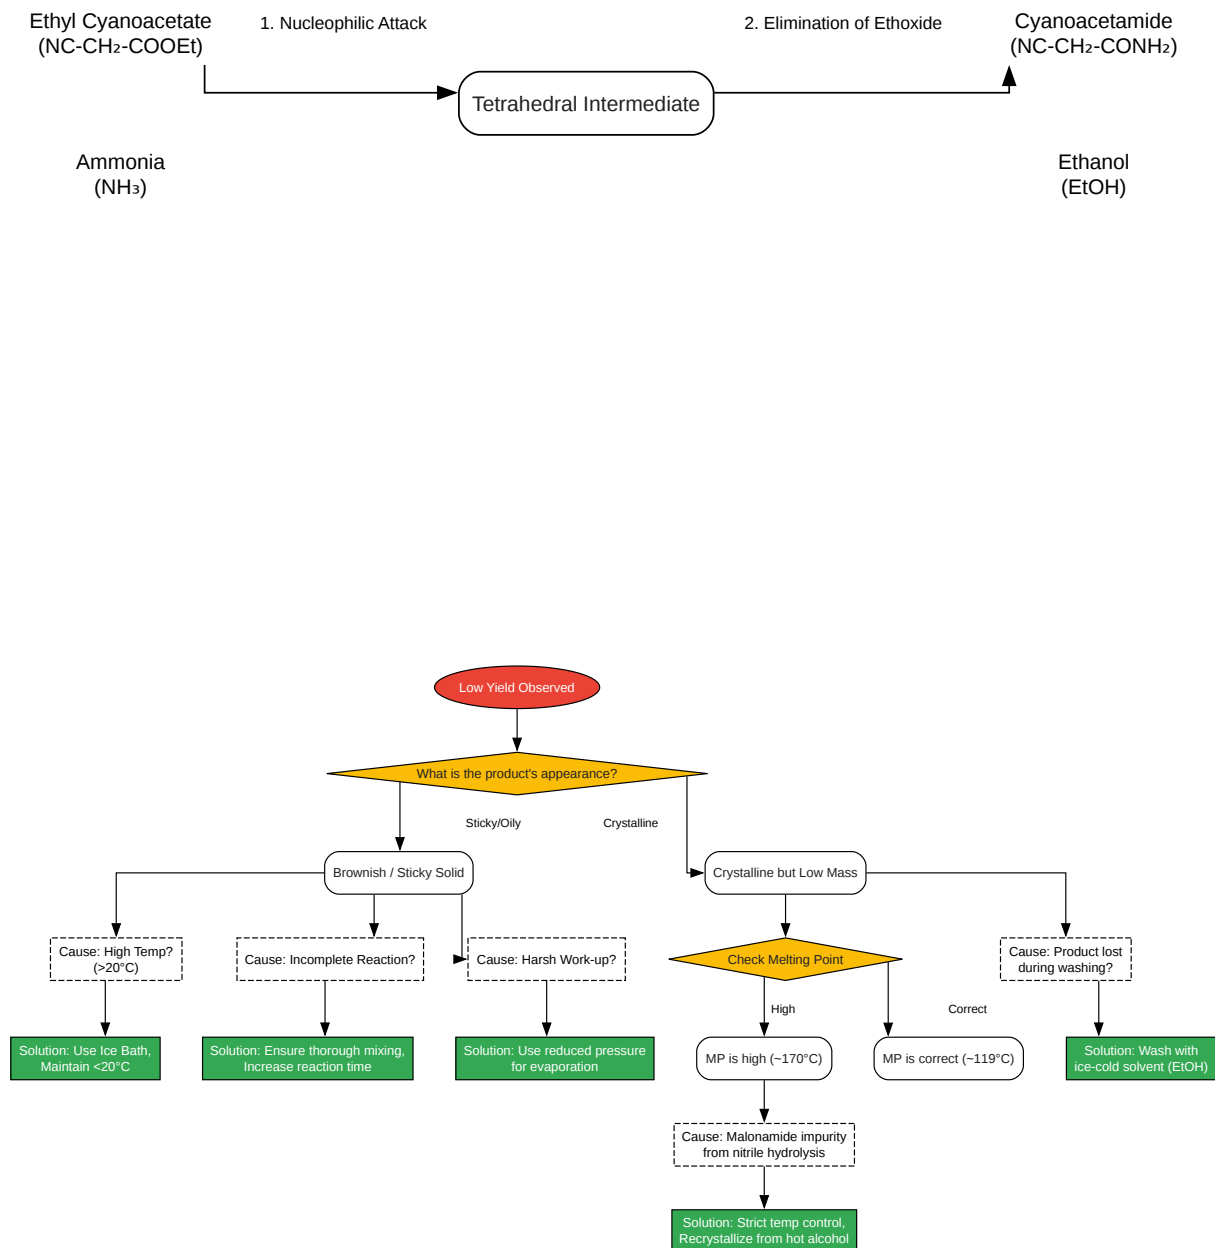 Ethyl Cyanoacetate
(NC-CH₂-COOEt)
1. Nucleophilic Attack
2. Elimination of Ethoxide
Cyanoacetamide
(NC-CH₂-CONH₂)
Tetrahedral Intermediate
Ammonia
(NH₃)
Ethanol
(EtOH)
Low Yield Observed
What is the product's appearance?
Sticky/Oily
Crystalline
Brownish / Sticky Solid
Crystalline but Low Mass
Cause: High Temp?
(>20°C)
Cause: Incomplete Reaction?
Cause: Harsh Work-up?
Check Melting Point
Cause: Product lost
during washing?
High
Correct
Solution: Use Ice Bath,
Maintain <20°C
Solution: Ensure thorough mixing,
Increase reaction time
Solution: Use reduced pressure
for evaporation
MP is high (~170°C)
MP is correct (~119°C)
Solution: Wash with
ice-cold solvent (EtOH)
Cause: Malonamide impurity
from nitrile hydrolysis
Solution: Strict temp control,
Recrystallize from hot alcohol